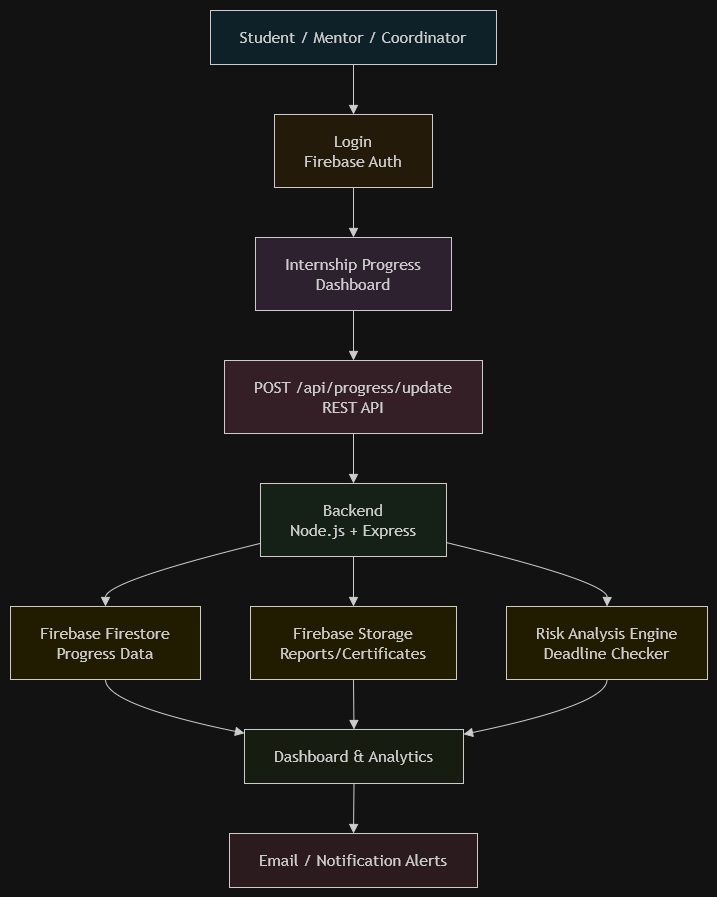 Student / Mentor / Coordinator
Login
Firebase Auth
Internship Progress
Dashboard
POST /api/progress/update
REST API
Backend
Node.js + Express
Firebase Firestore
Progress Data
Firebase Storage
Reports/Certificates
Risk Analysis Engine
Deadline Checker
Dashboard & Analytics
Email / Notification Alerts